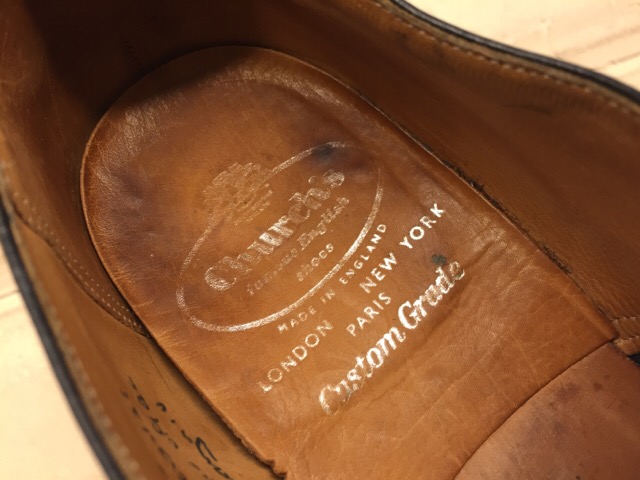 Church's
famous English
shoes
MADE IN ENGLAND
LONDON NEW YORK
PARIS
Custom Grade